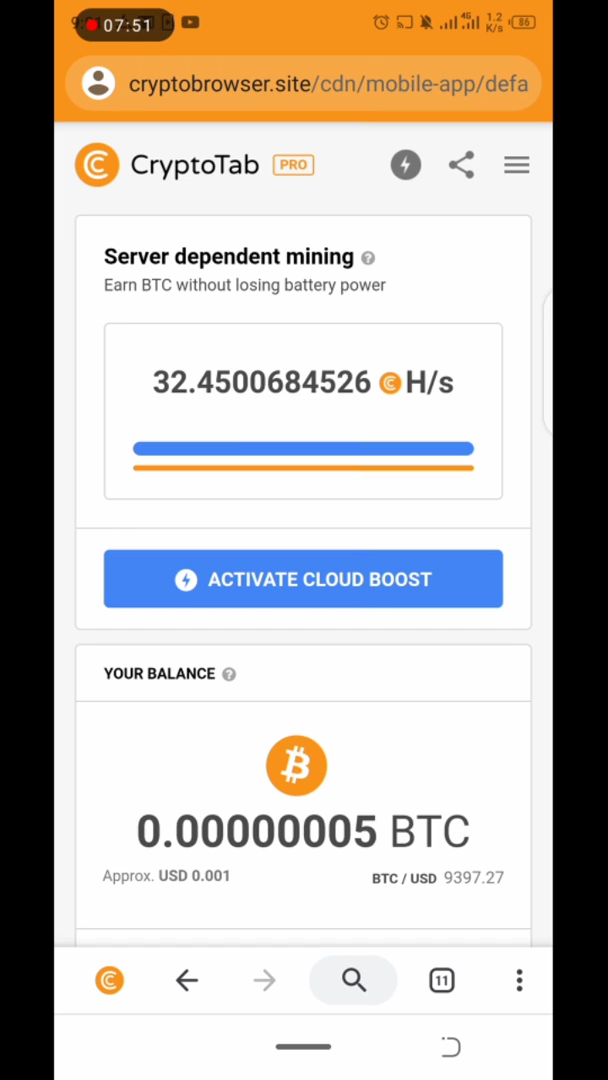 07:51
1.2
K/s
86
cryptobrowser.site/cdn/mobile-app/defa
CryptoTab PRO
Server dependent mining ?
Earn BTC without losing battery power
32.4500684526 C H/s
ACTIVATE CLOUD BOOST
YOUR BALANCE ?
0.00000005 BTC
Approx. USD 0.001
BTC / USD 9397.27
11